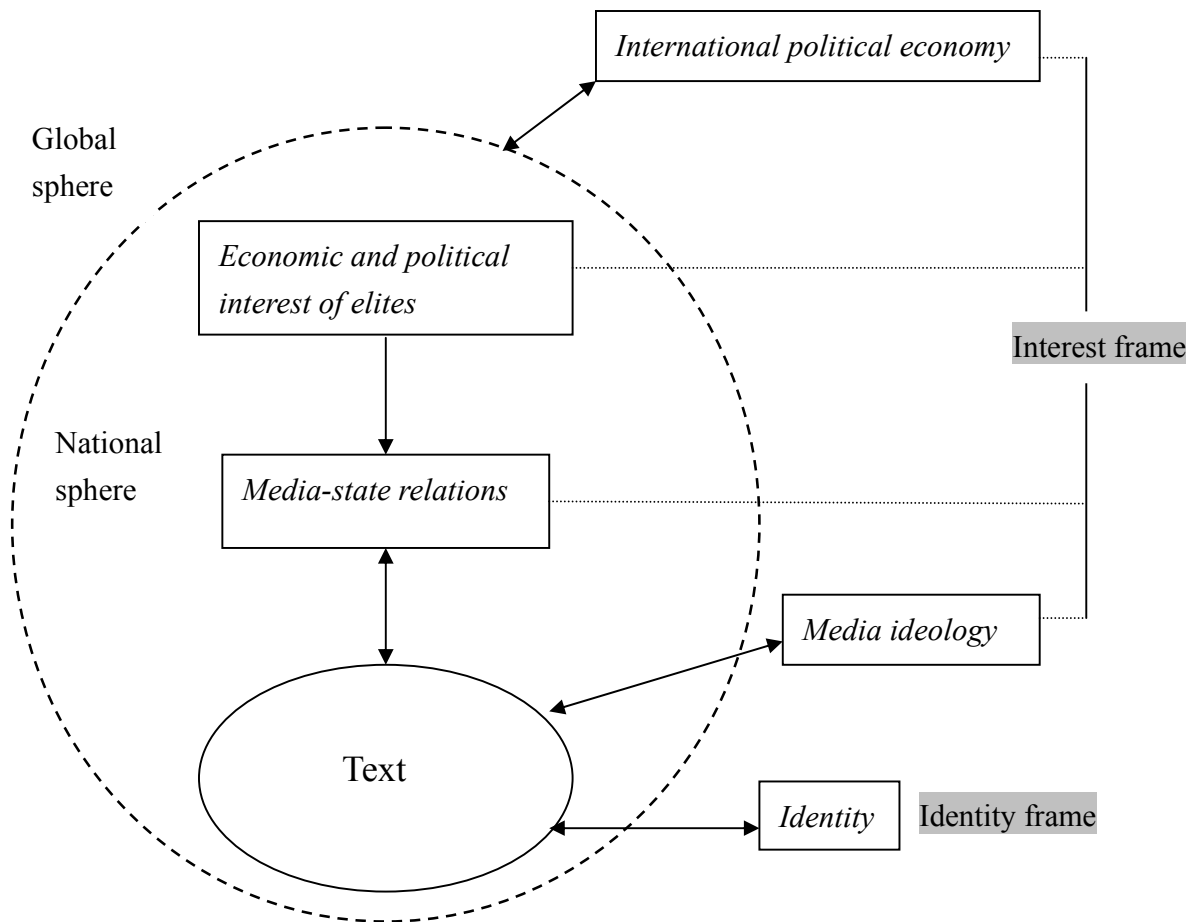 International political economy
Global
sphere
Economic and political
interest of elites
Interest frame
National
sphere
Media-state relations
Media ideology
Text
Identity
Identity frame